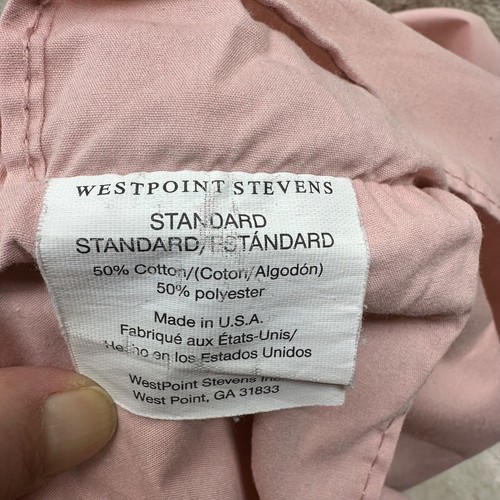 WESTPOINT STEVENS
STANDARD
STANDARD/ESTÁNDARD
50% Cotton/(Coton/Algodón)
50% polyester
Made in U.S.A.
Fabriqué aux États-Unis/
Hecho en los Estados Unidos
WestPoint Stevens Inc.
West Point, GA 31833